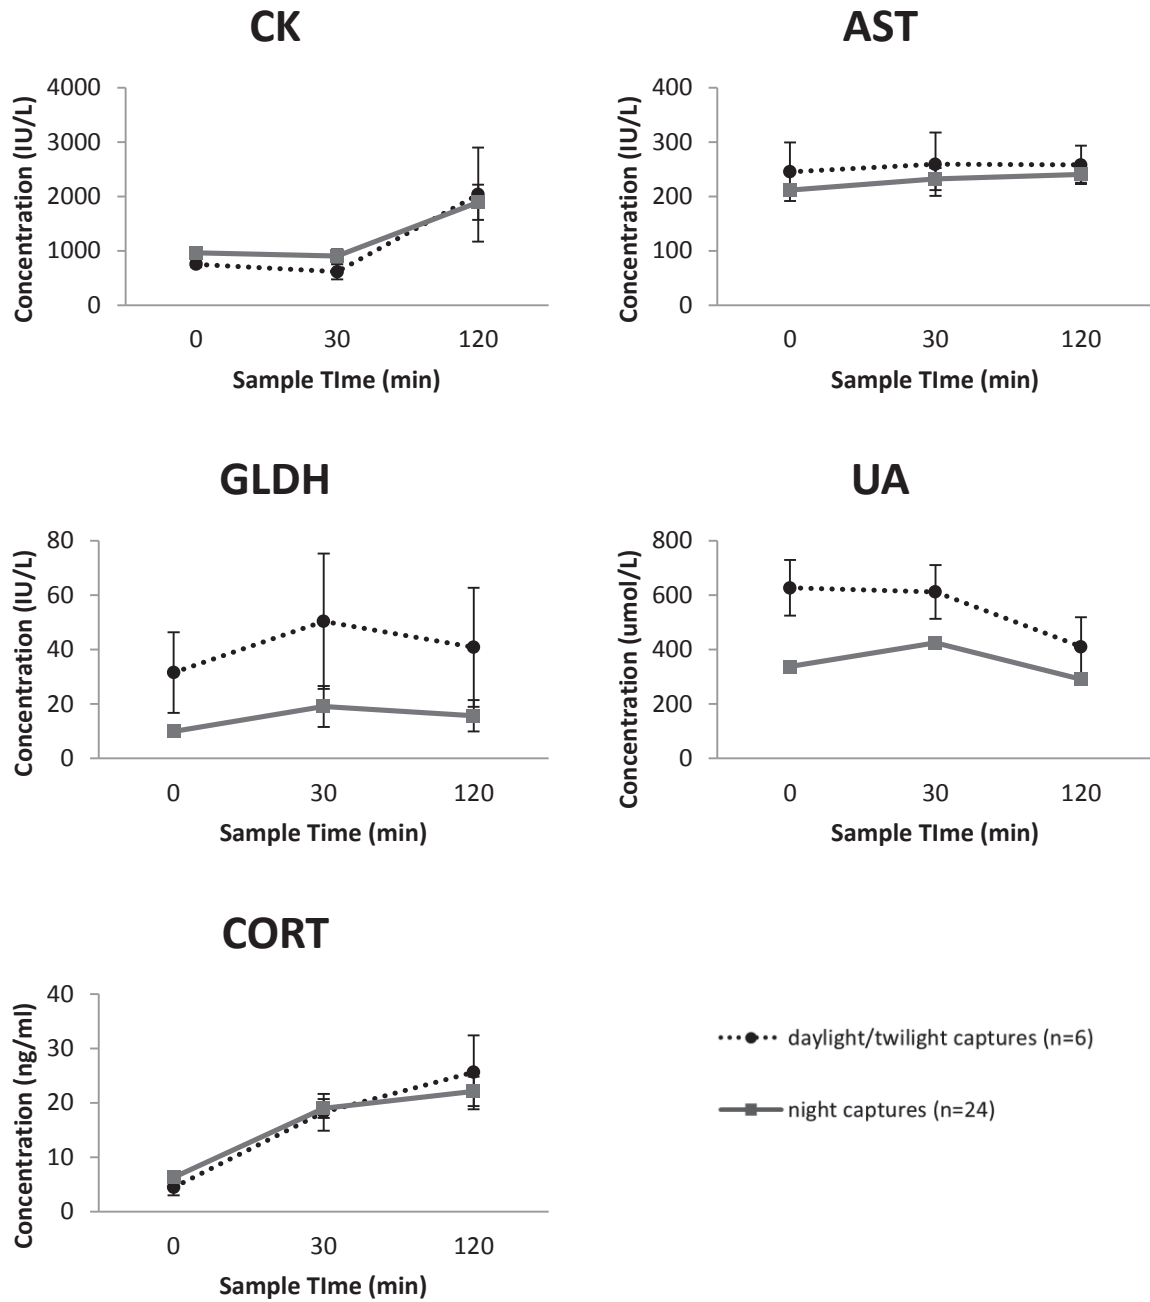 CK
4000
3000
2000
1000
0
Concentration (IU/L)
0 30 120
Sample TIme (min)
AST
400
300
200
100
0
Concentration (IU/L)
0 30 120
Sample TIme (min)
GLDH
80
60
40
20
0
Concentration (IU/L)
0 30 120
Sample Time (min)
UA
800
600
400
200
0
Concentration (umol/L)
0 30 120
Sample TIme (min)
CORT
40
30
20
10
0
Concentration (ng/ml)
0 30 120
Sample TIme (min)
daylight/twilight captures (n=6)
night captures (n=24)